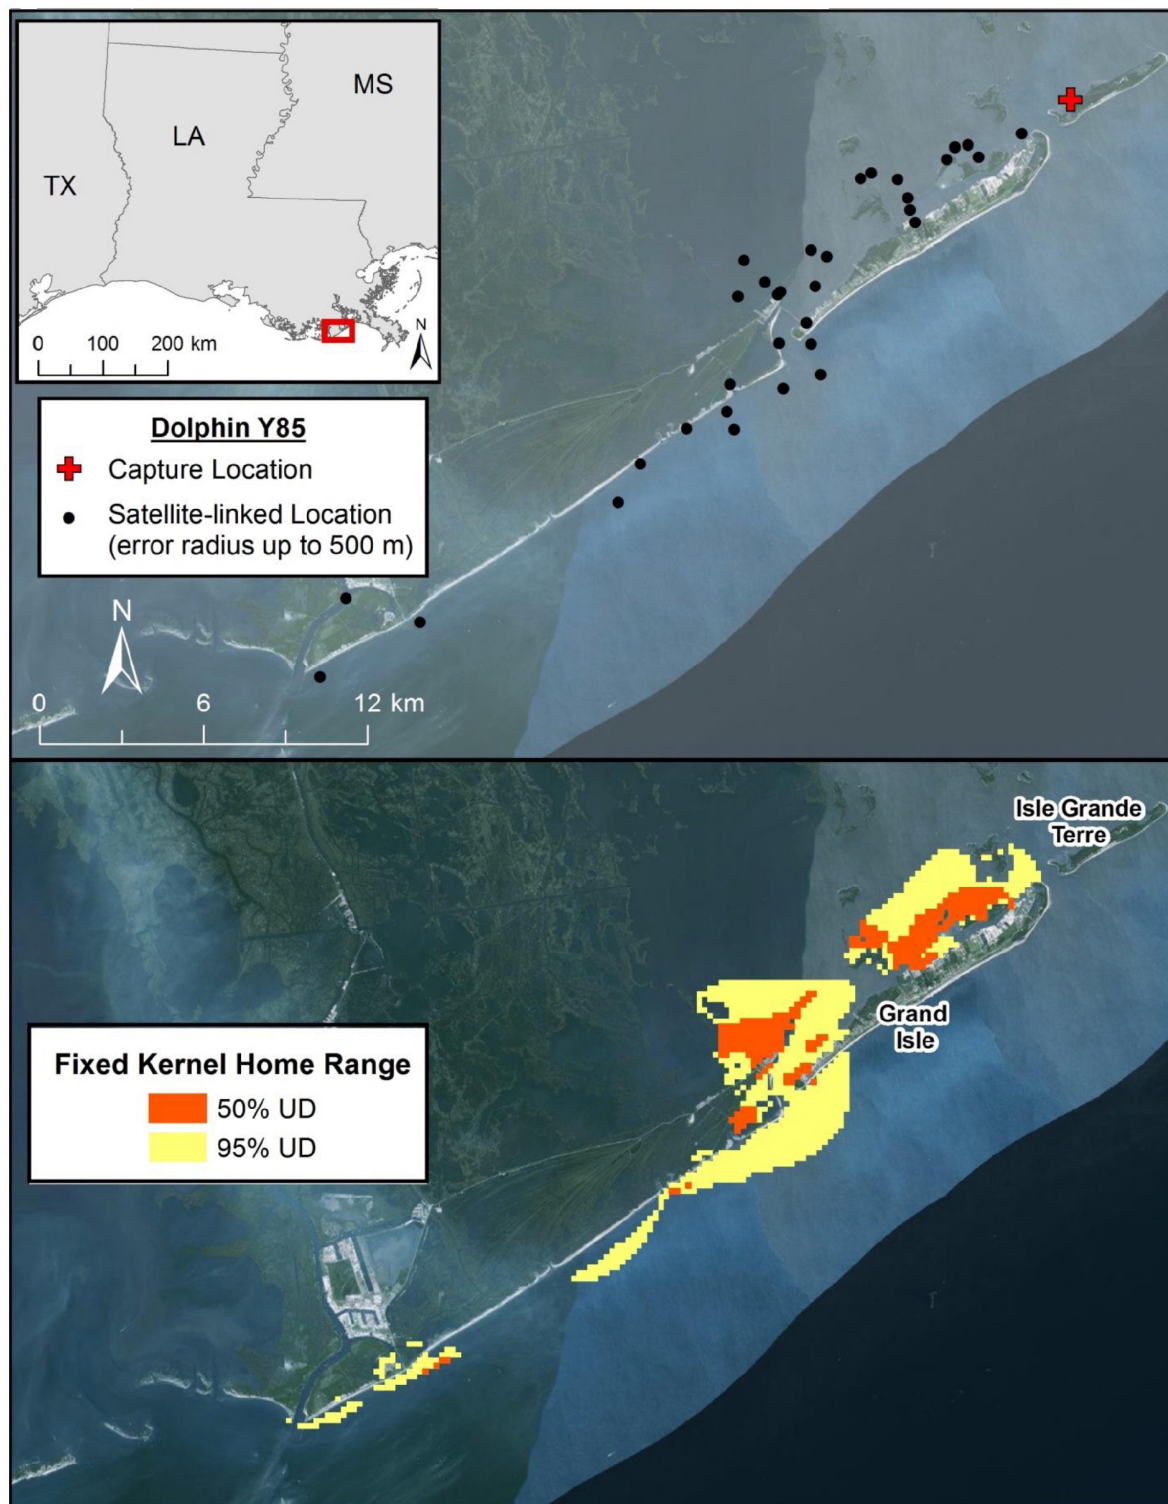 MS
LA
TX
N
0 100 200 km
Dolphin Y85
Capture Location
Satellite-linked Location
(error radius up to 500 m)
N
0 6 12 km
Isle Grande
Terre
Grand
Isle
Fixed Kernel Home Range
50% UD
95% UD